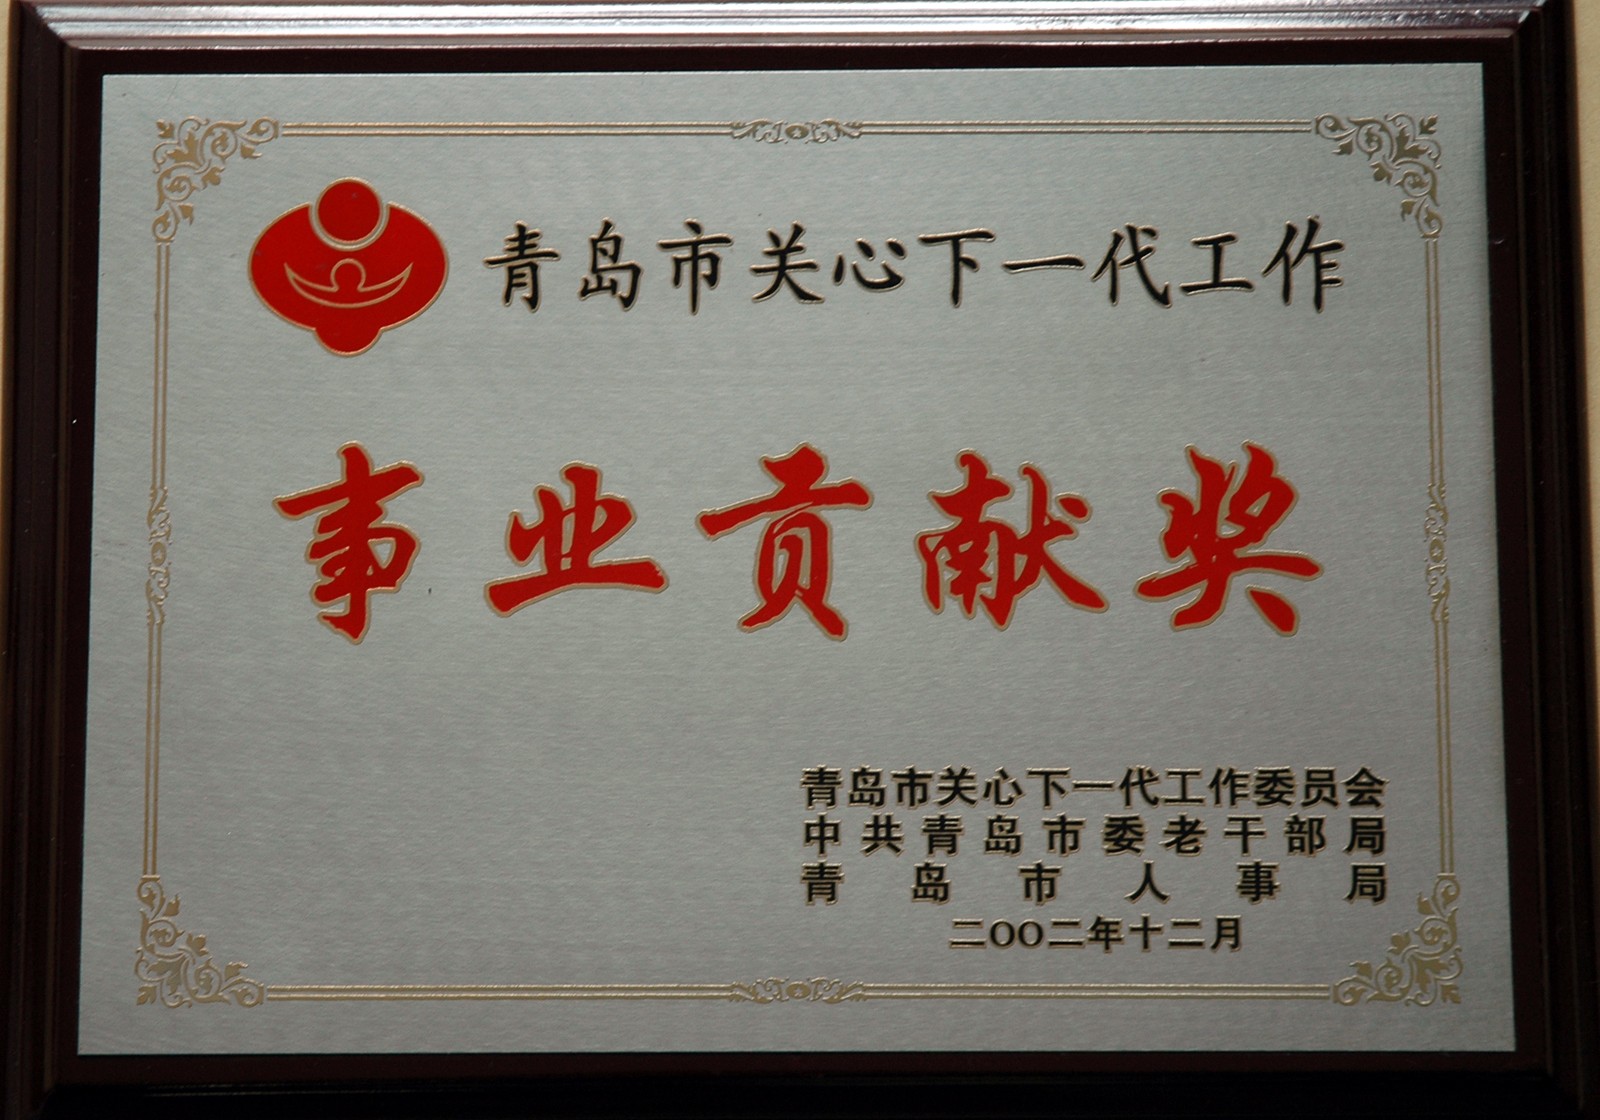 青岛市关心下一代工作
事业贡献奖
青岛市关心下一代工作委员会
中共青岛市委老干部局
青岛市人事局
二OO二年十二月